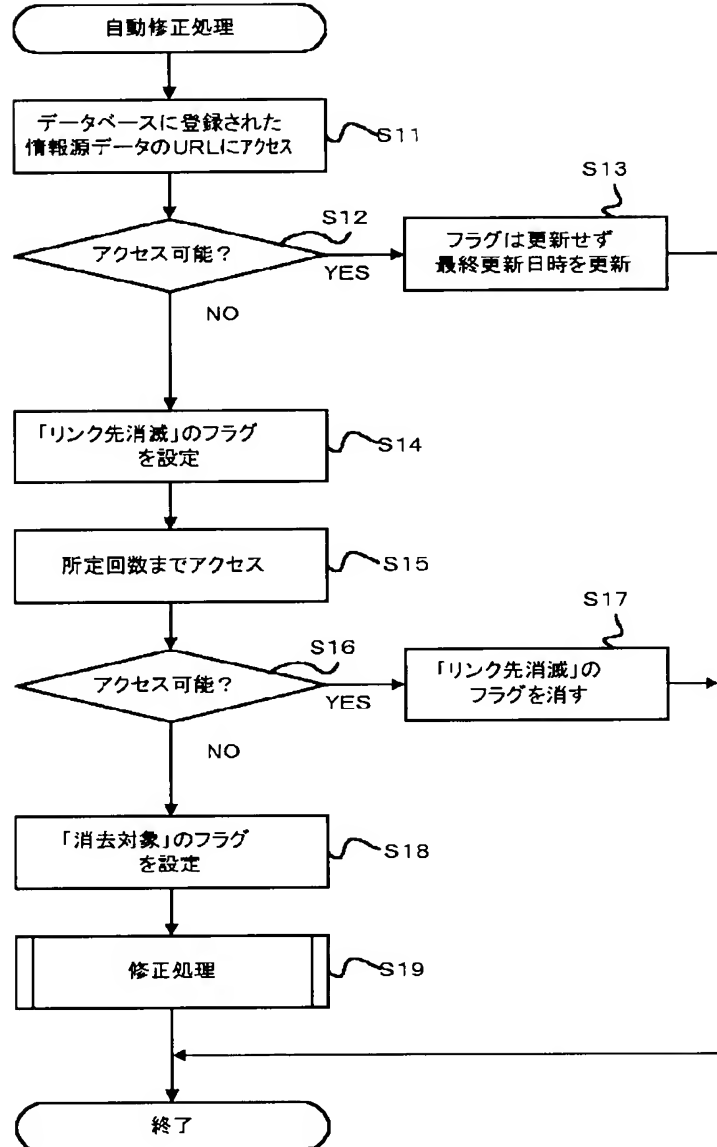 自動修正処理
データベースに登録された
情報源データのURLにアクセス
S11
アクセス可能?
S12
YES
NO
フラグは更新せず
最終更新日時を更新
S13
「リンク先消滅」のフラグ
を設定
S14
所定回数までアクセス
S15
アクセス可能?
S16
YES
NO
「リンク先消滅」の
フラグを消す
S17
「消去対象」のフラグ
を設定
S18
修正処理
S19
終了